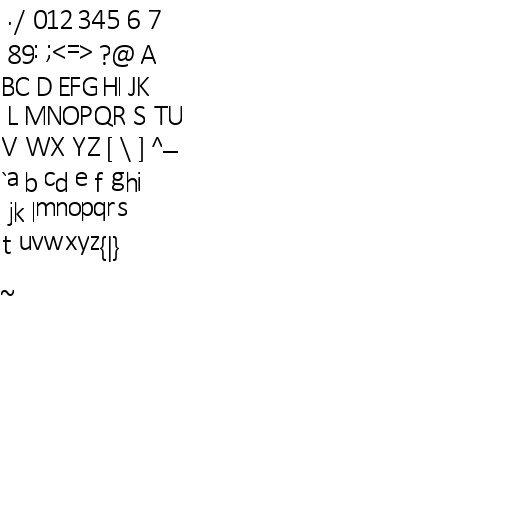 ./ 012 345 6 7
89: ;<=> ?@ A
BC D EFG HI JK
L MNOPQR S TU
V WX YZ [ \ ] ^_
`a b cd e f ghi
jk lmnopqrs
t uvwxyz{|}
~